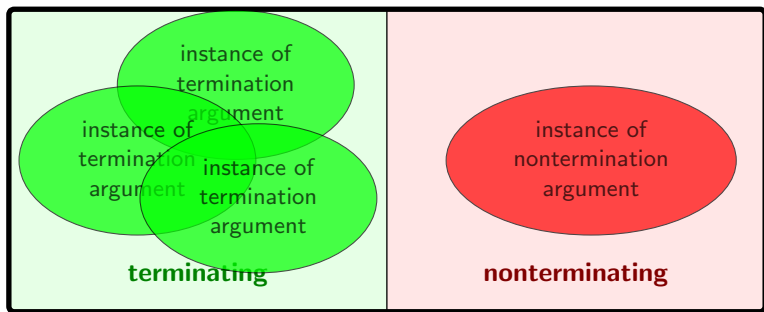 instance of
termination
argument
instance of
termination
argument
instance of
termination
argument
terminating
instance of
nontermination
argument
nonterminating